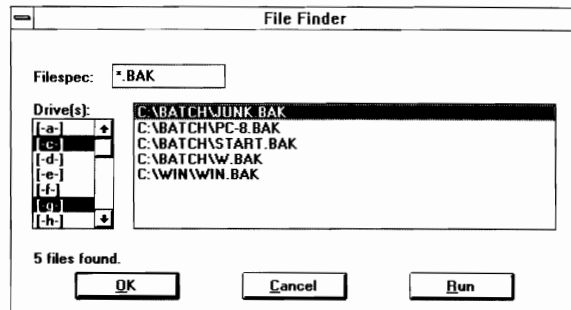 File Finder
Filespec: *.BAK
Drive(s):
[-a-]
[-c-]
[-d-]
[-e-]
[-f-]
[-g-]
[-h-]
C:\BATCH\JUNK.BAK
C:\BATCH\PC-8.BAK
C:\BATCH\START.BAK
C:\BATCH\W.BAK
C:\WIN\WIN.BAK
5 files found.
OK Cancel Run